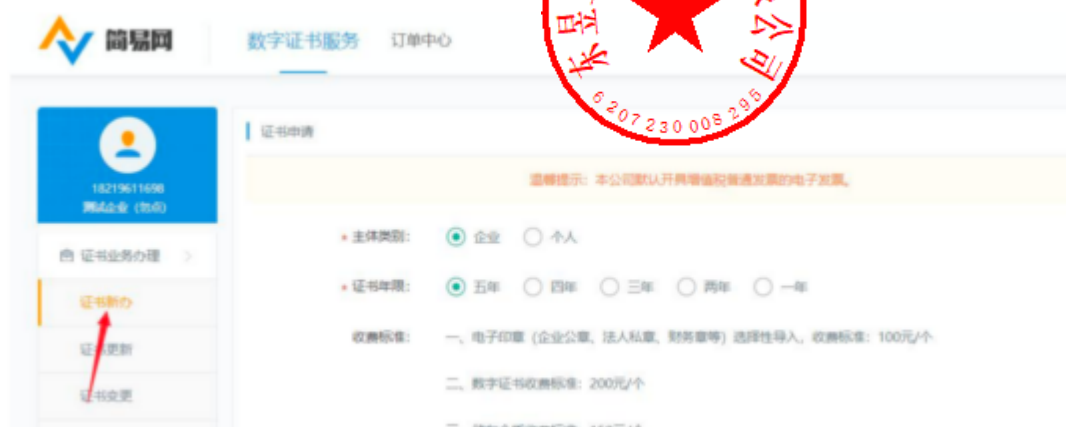 简易网
数字证书服务 订单中心
昱
公司
6207230008295
18219611698
测试企业（勿点）
证书业务办理
证书新办
证书更新
证书变更
证书申请
温馨提示：本公司默认开具增值税普通发票的电子发票。
* 主体类别： 企业 个人
* 证书年限： 五年 四年 三年 两年 一年
收费标准： 一、电子印章（企业公章、法人私章、财务章等）选择性导入，收费标准：100元/个
二、数字证书收费标准：200元/个